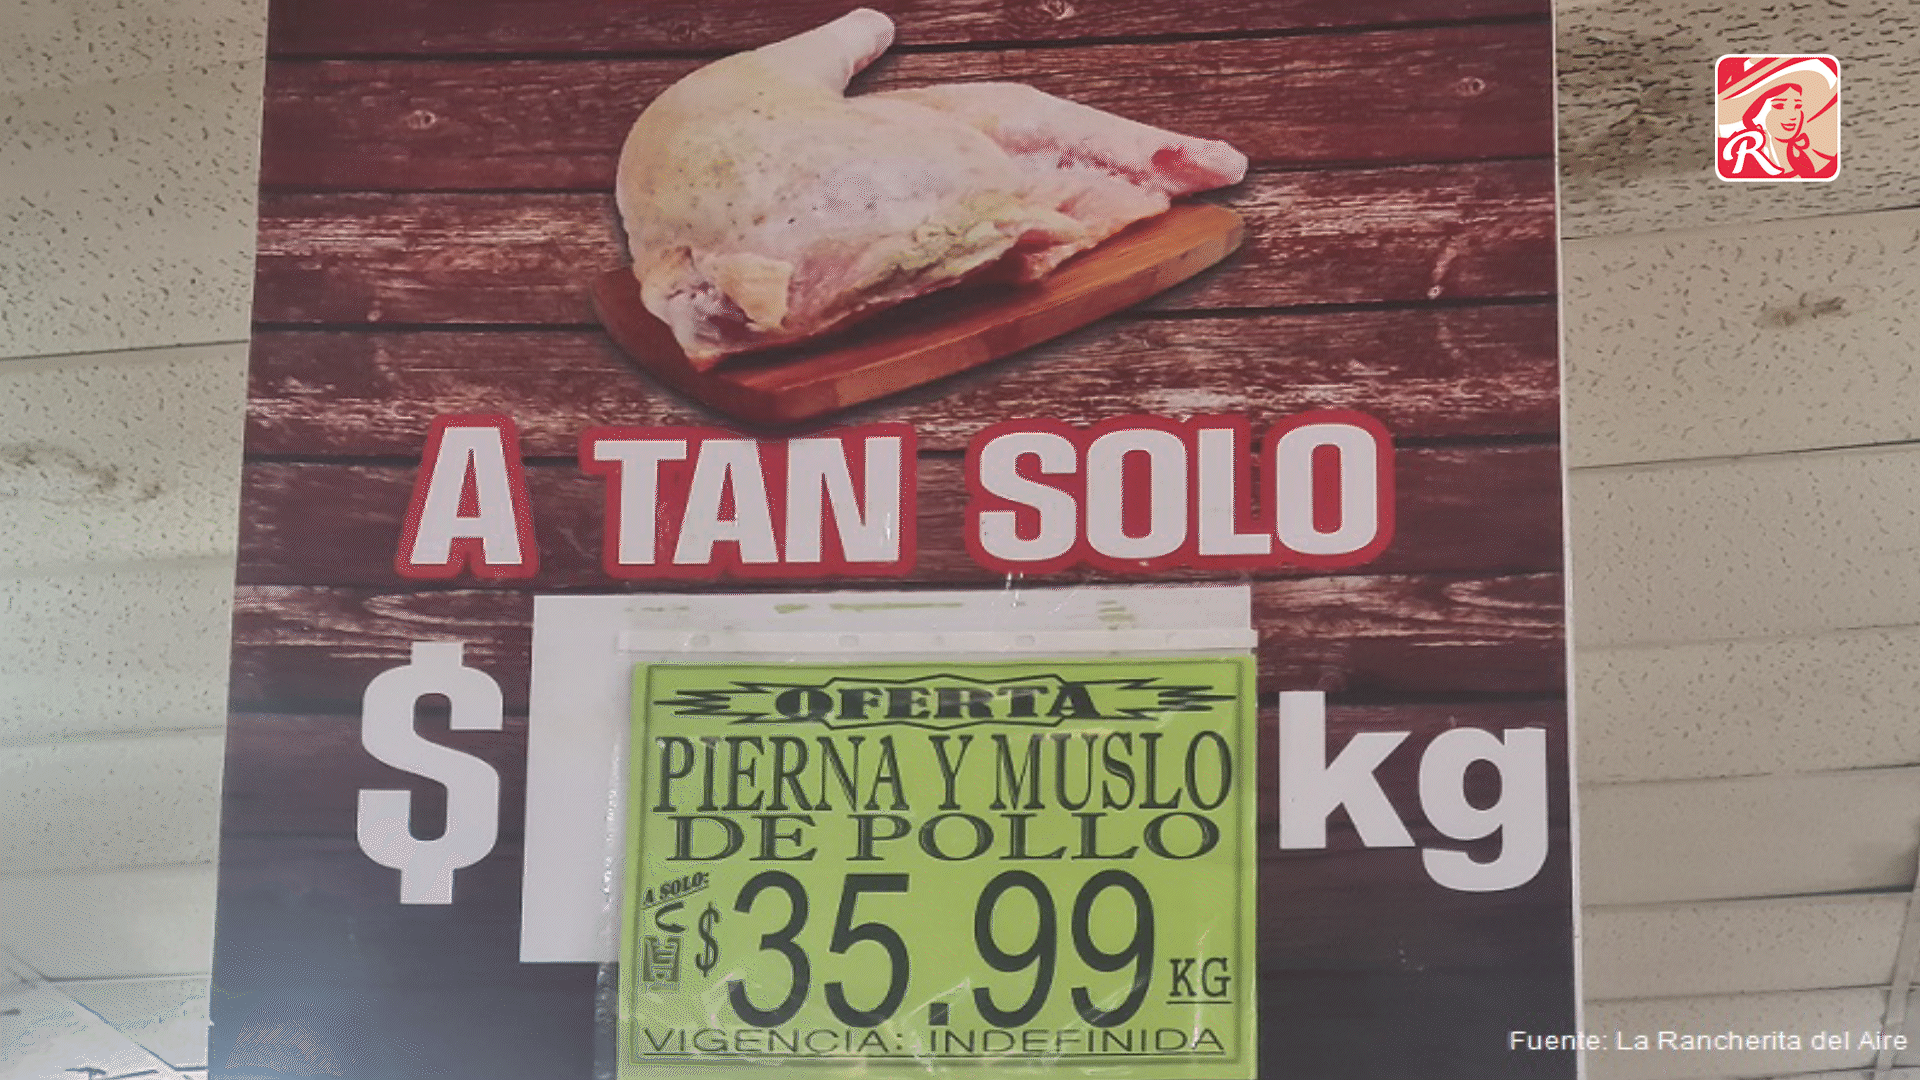 R
A TAN SOLO
$ kg
OFERTA
PIERNA Y MUSLO
DE POLLO
A SOLO:
$ 35.99 KG
VIGENCIA: INDEFINIDA
Fuente: La Rancherita del Aire